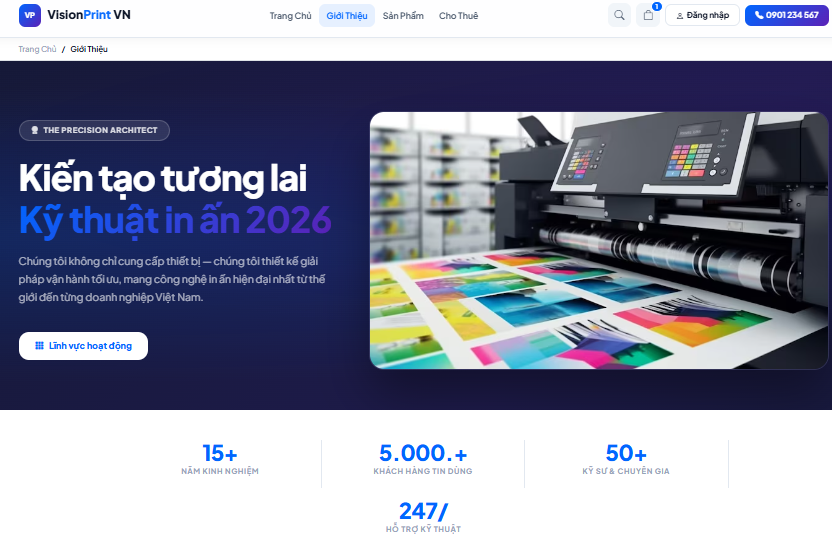 VP VisionPrint VN
Trang Chủ Giới Thiệu Sản Phẩm Cho Thuê
1
Đăng nhập
0901 234 567
Trang Chủ / Giới Thiệu
THE PRECISION ARCHITECT
Kiến tạo tương lai
Kỹ thuật in ấn 2026
Chúng tôi không chỉ cung cấp thiết bị — chúng tôi thiết kế giải
pháp vận hành tối ưu, mang công nghệ in ấn hiện đại nhất từ thế
giới đến từng doanh nghiệp Việt Nam.
Lĩnh vực hoạt động
15+
NĂM KINH NGHIỆM
5.000.+
KHÁCH HÀNG TIN DÙNG
50+
KỸ SƯ & CHUYÊN GIA
247/
HỖ TRỢ KỸ THUẬT